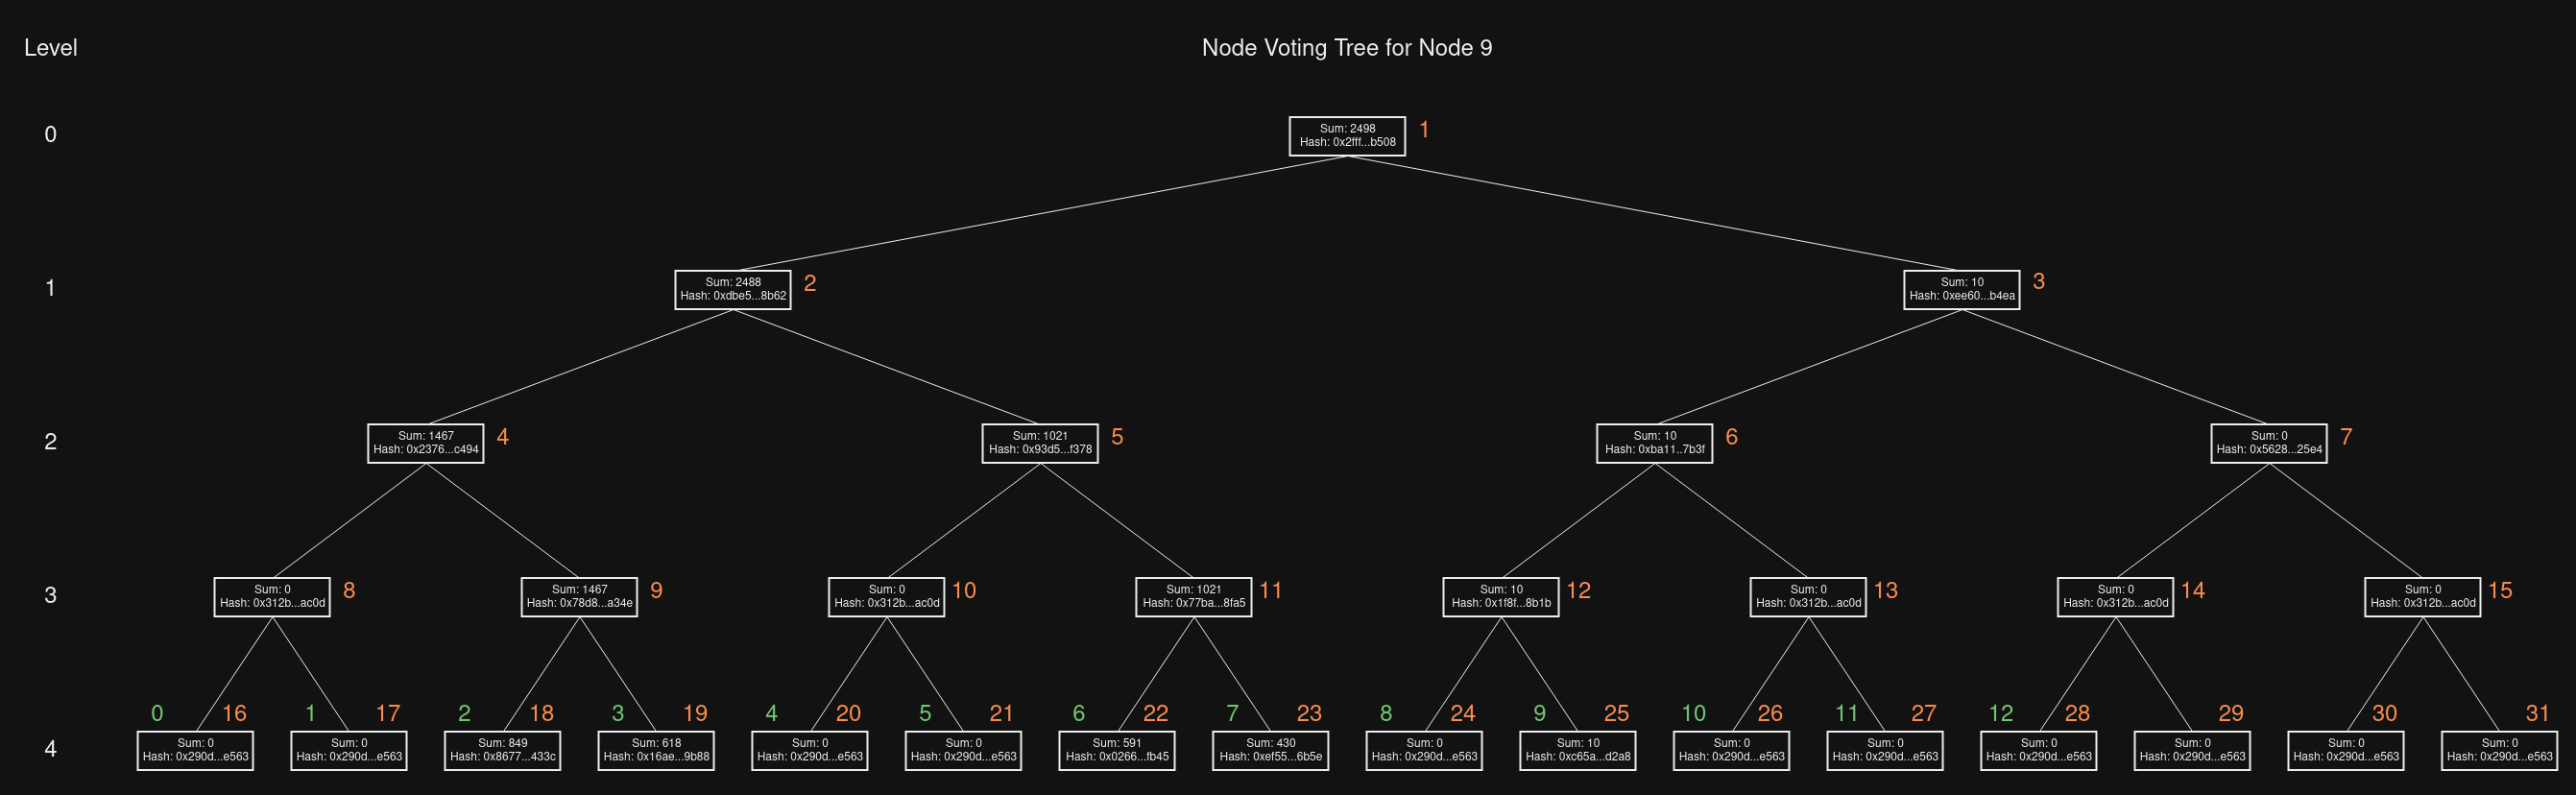 Level
Node Voting Tree for Node 9
0
Sum: 2498
Hash: 0x2fff...b508
1
1
Sum: 2488
Hash: 0xdbe5...8b62
2
Sum: 10
Hash: 0xee60...b4ea
3
2
Sum: 1467
Hash: 0x2376...c494
4
Sum: 1021
Hash: 0x93d5...f378
5
Sum: 10
Hash: 0xba11..7b3f
6
Sum: 0
Hash: 0x5628...25e4
7
3
Sum: 0
Hash: 0x312b...ac0d
8
Sum: 1467
Hash: 0x78d8...a34e
9
Sum: 0
Hash: 0x312b...ac0d
10
Sum: 1021
Hash: 0x77ba...8fa5
11
Sum: 10
Hash: 0x1f8f...8b1b
12
Sum: 0
Hash: 0x312b...ac0d
13
Sum: 0
Hash: 0x312b...ac0d
14
Sum: 0
Hash: 0x312b...ac0d
15
4
0 16
Sum: 0
Hash: 0x290d...e563
1 17
Sum: 0
Hash: 0x290d...e563
2 18
Sum: 849
Hash: 0x8677...433c
3 19
Sum: 618
Hash: 0x16ae...9b88
4 20
Sum: 0
Hash: 0x290d...e563
5 21
Sum: 0
Hash: 0x290d...e563
6 22
Sum: 591
Hash: 0x0266...fb45
7 23
Sum: 430
Hash: 0xef55...6b5e
8 24
Sum: 0
Hash: 0x290d...e563
9 25
Sum: 10
Hash: 0xc65a...d2a8
10 26
Sum: 0
Hash: 0x290d...e563
11 27
Sum: 0
Hash: 0x290d...e563
12 28
Sum: 0
Hash: 0x290d...e563
29
Sum: 0
Hash: 0x290d...e563
30
Sum: 0
Hash: 0x290d...e563
31
Sum: 0
Hash: 0x290d...e563